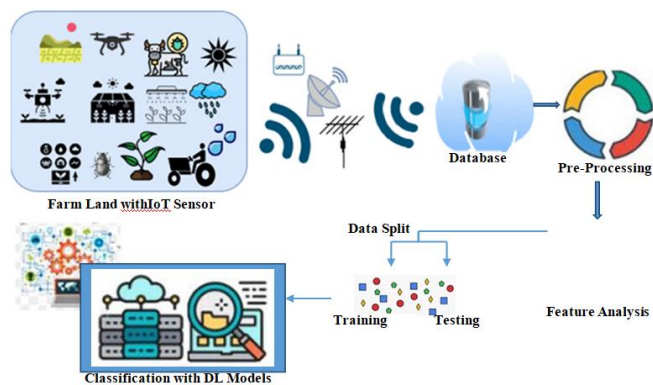 Farm Land withIoT Sensor
Database
Pre-Processing
Data Split
Training
Testing
Feature Analysis
Classification with DL Models